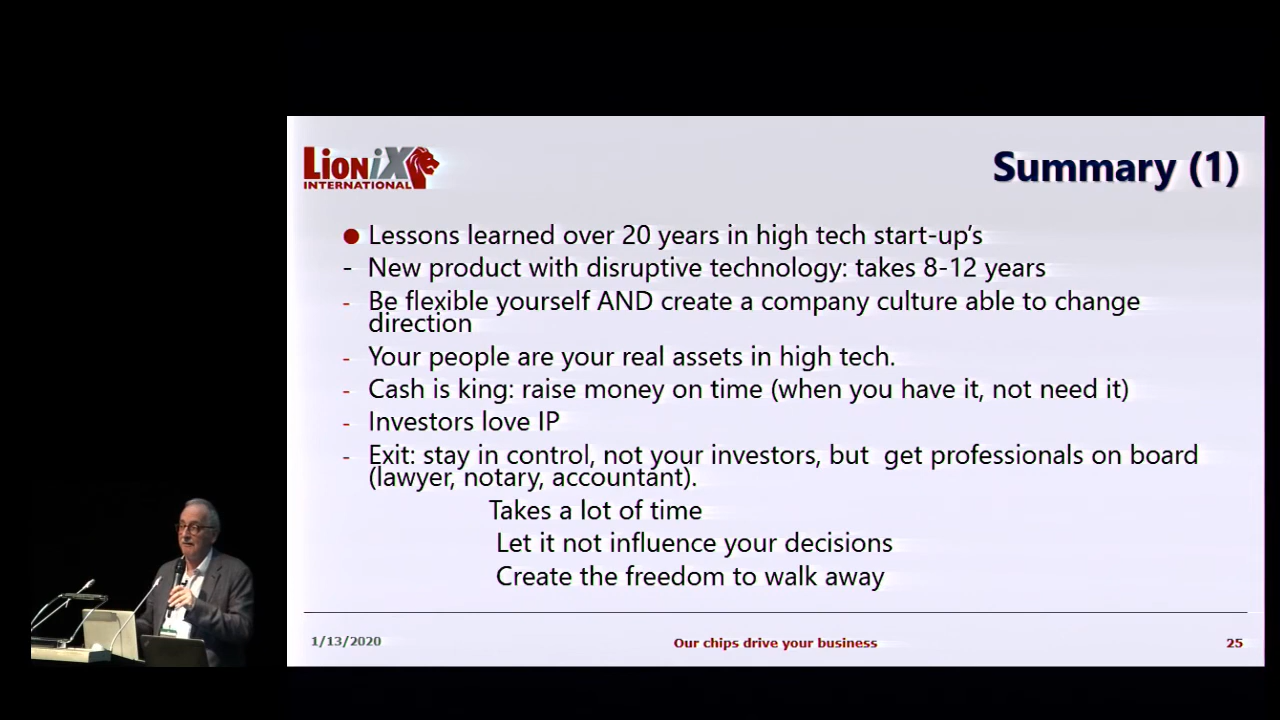 LioniX
INTERNATIONAL
Summary (1)
● Lessons learned over 20 years in high tech start-up's
- New product with disruptive technology: takes 8-12 years
- Be flexible yourself AND create a company culture able to change
direction
- Your people are your real assets in high tech.
- Cash is king: raise money on time (when you have it, not need it)
- Investors love IP
- Exit: stay in control, not your investors, but get professionals on board
(lawyer, notary, accountant).
Takes a lot of time
Let it not influence your decisions
Create the freedom to walk away
1/13/2020
Our chips drive your business
25